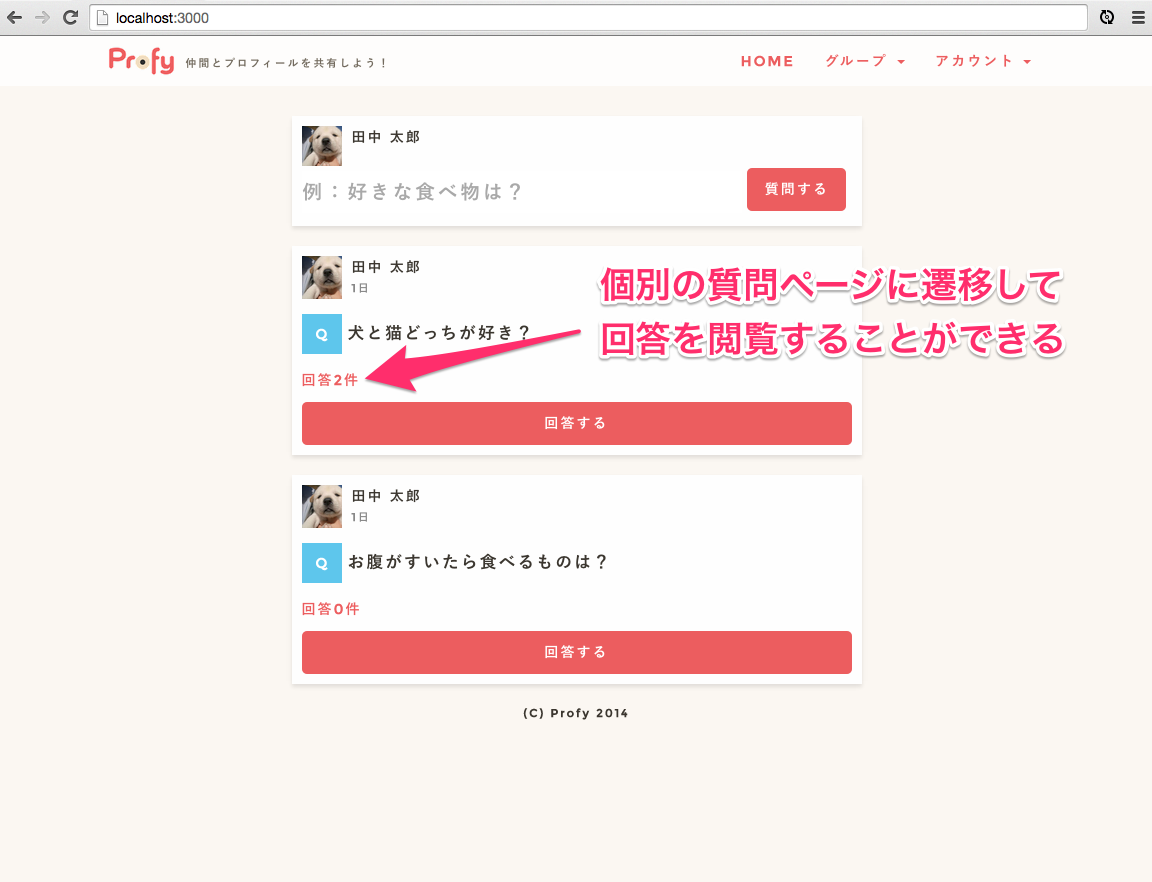 localhost:3000
Profy 仲間とプロフィールを共有しよう！
HOME グループ アカウント
田中 太郎
例：好きな食べ物は？
質問する
田中 太郎
1日
Q 犬と猫どっちが好き？
個別の質問ページに遷移して
回答を閲覧することができる
回答2件
回答する
田中 太郎
1日
Q お腹がすいたら食べるものは？
回答0件
回答する
(C) Profy 2014